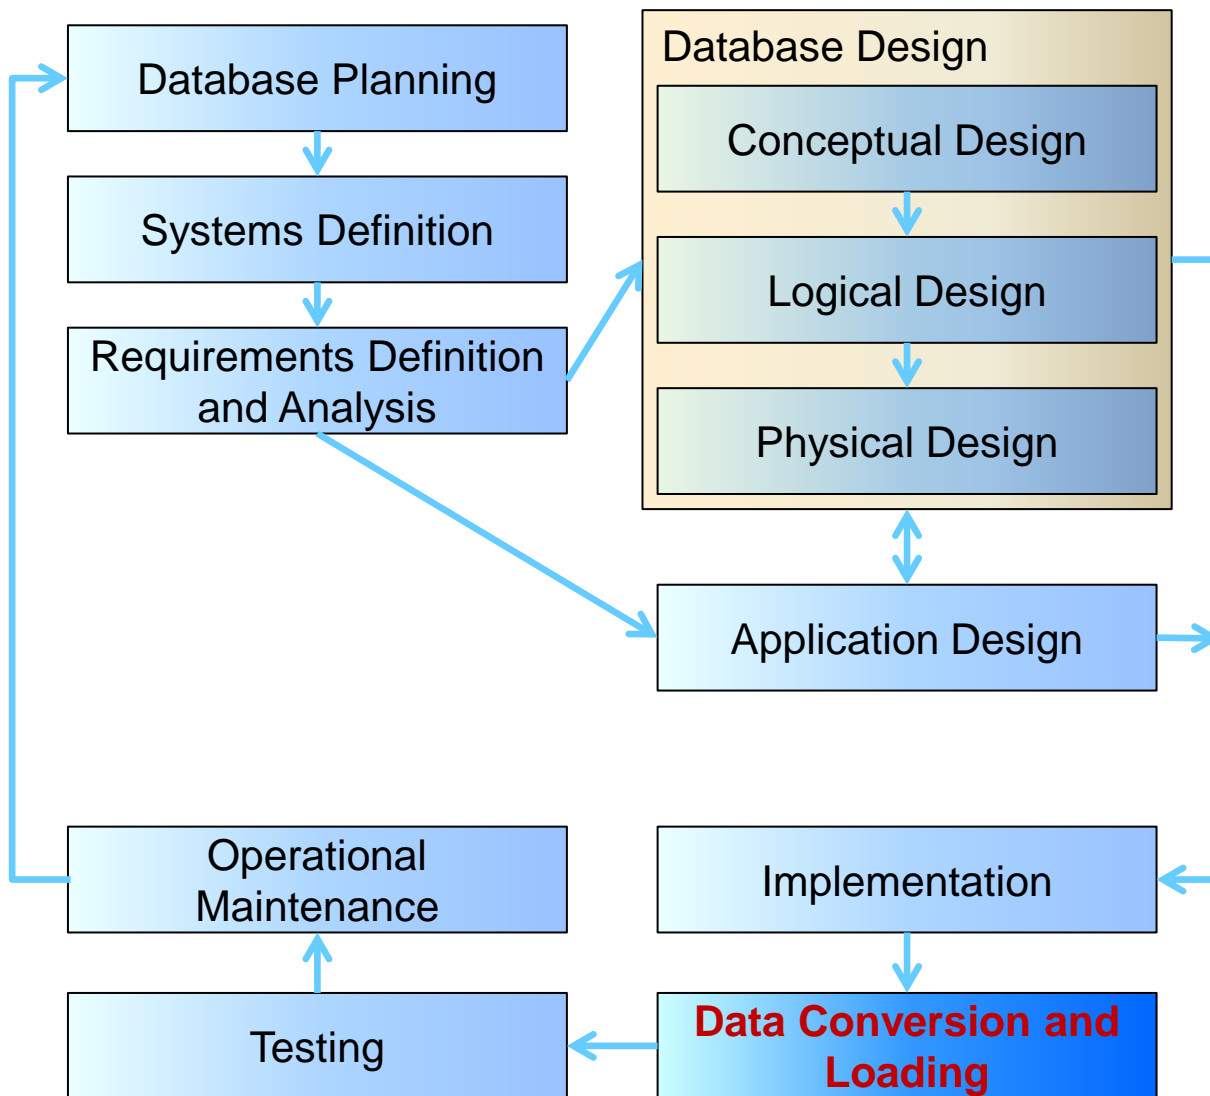 Database Planning
Systems Definition
Requirements Definition
and Analysis
Database Design
Conceptual Design
Logical Design
Physical Design
Application Design
Operational
Maintenance
Implementation
Testing
Data Conversion and
Loading